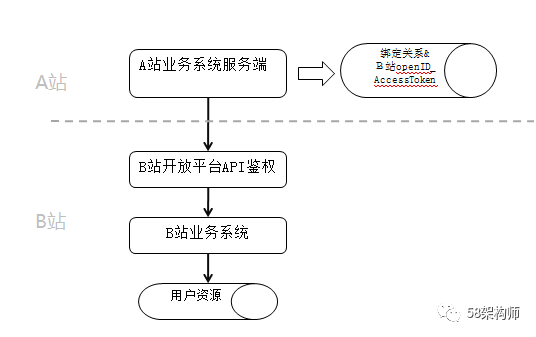 A站业务系统服务端
绑定关系&
B站openID_
AccessToken
A站
B站开放平台API鉴权
B站
B站业务系统
用户资源
58架构师